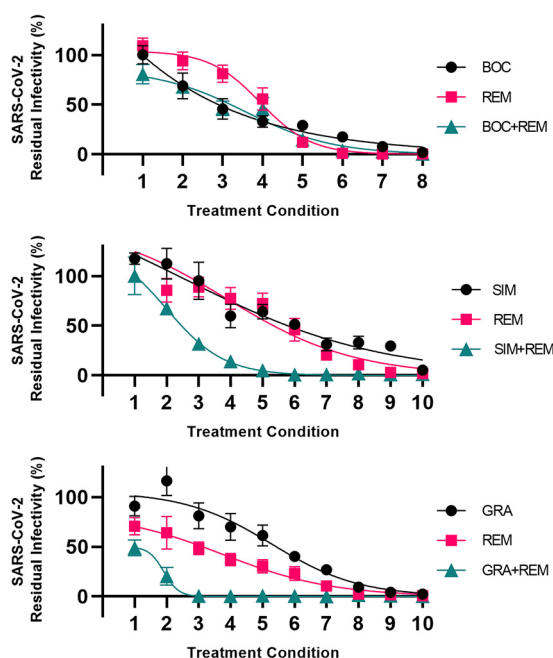 SARS-CoV-2
Residual Infectivity (%)
100
50
0
1 2 3 4 5 6 7 8
Treatment Condition
BOC
REM
BOC+REM
SARS-CoV-2
Residual Infectivity (%)
100
50
0
1 2 3 4 5 6 7 8 9 10
Treatment Condition
SIM
REM
SIM+REM
SARS-CoV-2
Residual Infectivity (%)
100
50
0
1 2 3 4 5 6 7 8 9 10
Treatment Condition
GRA
REM
GRA+REM